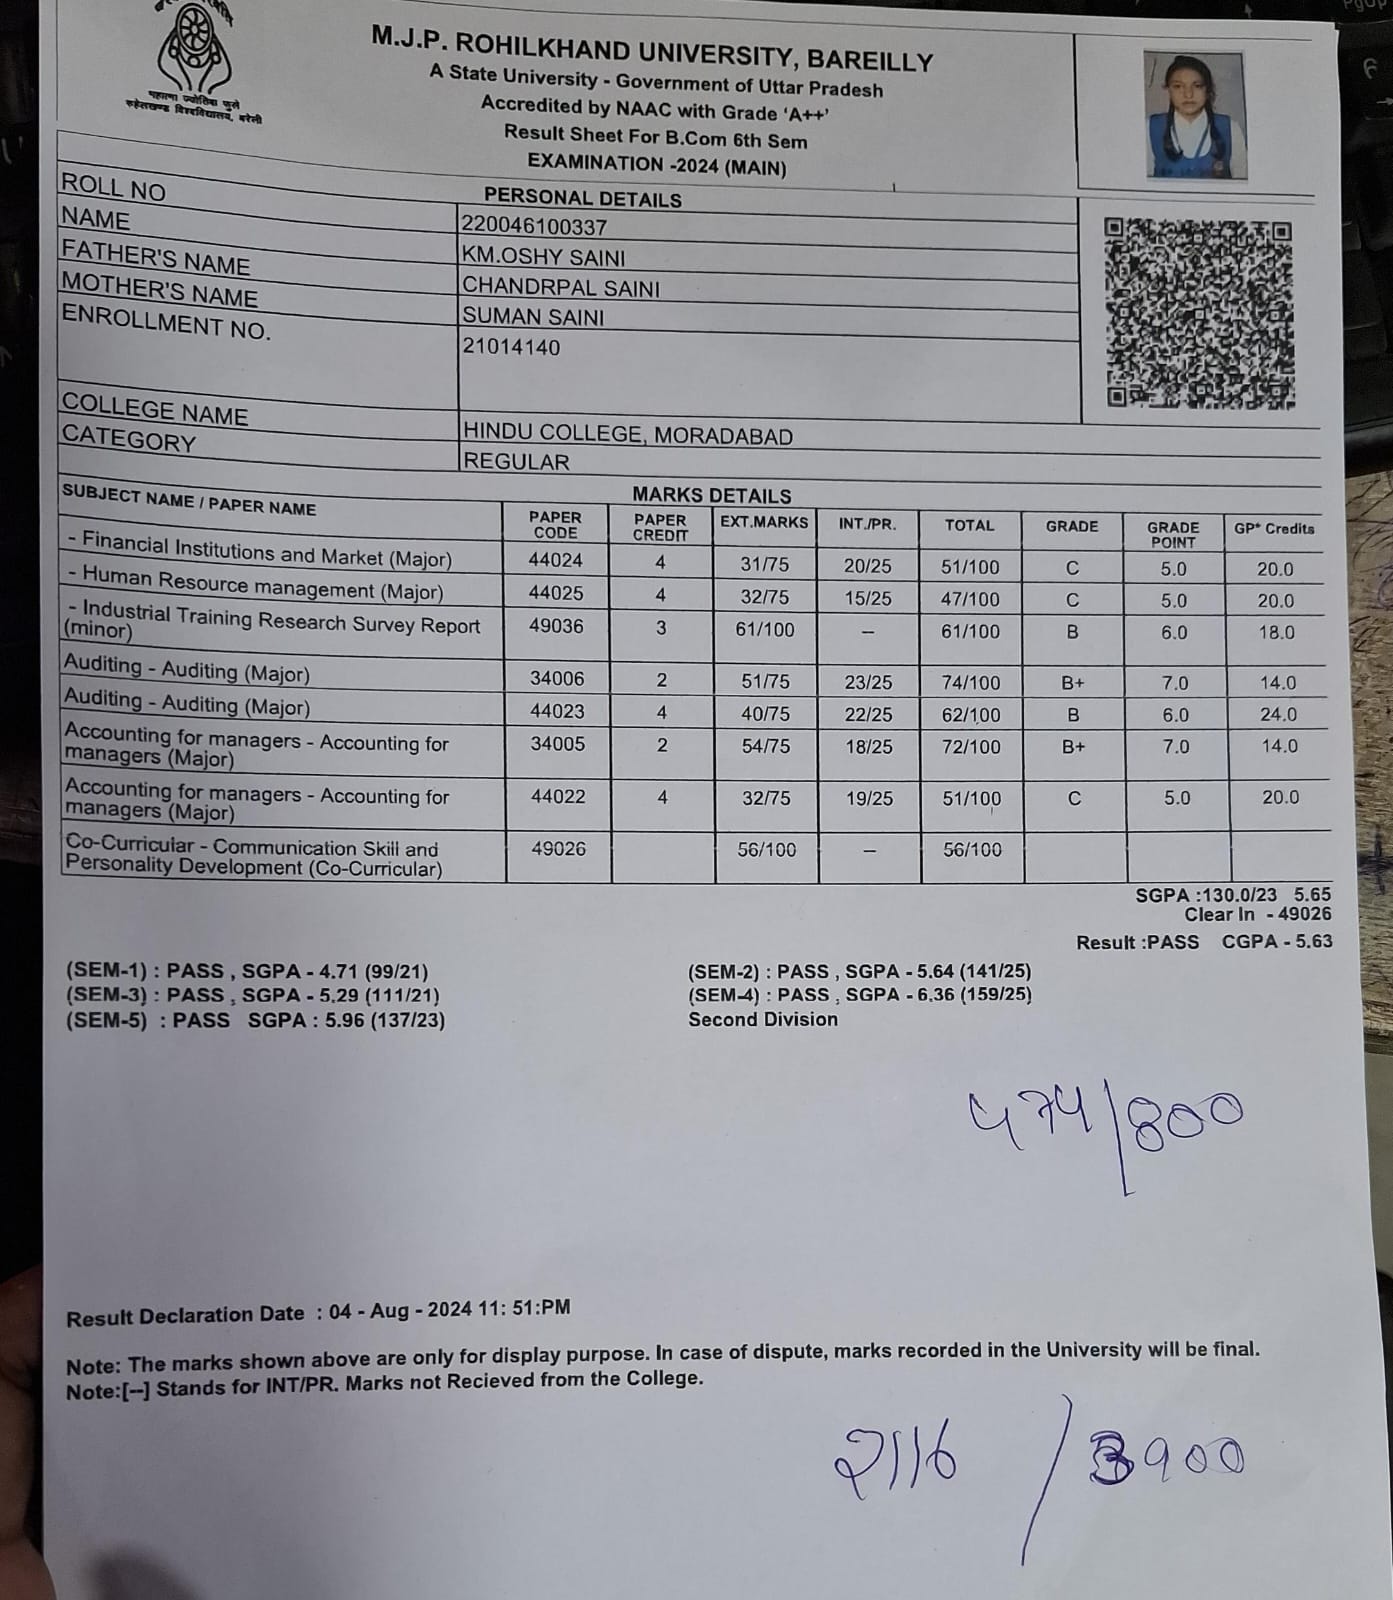 महात्मा ज्योतिबा फुले
रुहेलखण्ड विश्वविद्यालय, बरेली
M.J.P. ROHILKHAND UNIVERSITY, BAREILLY
A State University - Government of Uttar Pradesh
Accredited by NAAC with Grade ‘A++’
Result Sheet For B.Com 6th Sem
EXAMINATION -2024 (MAIN)
PERSONAL DETAILS
ROLL NO 220046100337
NAME KM.OSHY SAINI
FATHER'S NAME CHANDRPAL SAINI
MOTHER'S NAME SUMAN SAINI
ENROLLMENT NO. 21014140
COLLEGE NAME HINDU COLLEGE, MORADABAD
CATEGORY REGULAR
MARKS DETAILS
SUBJECT NAME / PAPER NAME PAPER CODE PAPER CREDIT EXT.MARKS INT./PR. TOTAL GRADE GRADE POINT GP* Credits
- Financial Institutions and Market (Major) 44024 4 31/75 20/25 51/100 C 5.0 20.0
- Human Resource management (Major) 44025 4 32/75 15/25 47/100 C 5.0 20.0
- Industrial Training Research Survey Report 49036 3 61/100 -- 61/100 B 6.0 18.0
(minor)
Auditing - Auditing (Major) 34006 2 51/75 23/25 74/100 B+ 7.0 14.0
Auditing - Auditing (Major) 44023 4 40/75 22/25 62/100 B 6.0 24.0
Accounting for managers - Accounting for 34005 2 54/75 18/25 72/100 B+ 7.0 14.0
managers (Major)
Accounting for managers - Accounting for 44022 4 32/75 19/25 51/100 C 5.0 20.0
managers (Major)
Co-Curricular - Communication Skill and 49026 56/100 -- 56/100
Personality Development (Co-Curricular)
SGPA :130.0/23 5.65
Clear In - 49026
Result :PASS CGPA - 5.63
(SEM-1) : PASS , SGPA - 4.71 (99/21) (SEM-2) : PASS , SGPA - 5.64 (141/25)
(SEM-3) : PASS , SGPA - 5.29 (111/21) (SEM-4) : PASS , SGPA - 6.36 (159/25)
(SEM-5) : PASS SGPA : 5.96 (137/23) Second Division
474/800
Result Declaration Date : 04 - Aug - 2024 11: 51:PM
Note: The marks shown above are only for display purpose. In case of dispute, marks recorded in the University will be final.
Note:[--] Stands for INT/PR. Marks not Recieved from the College.
2116 / 3900